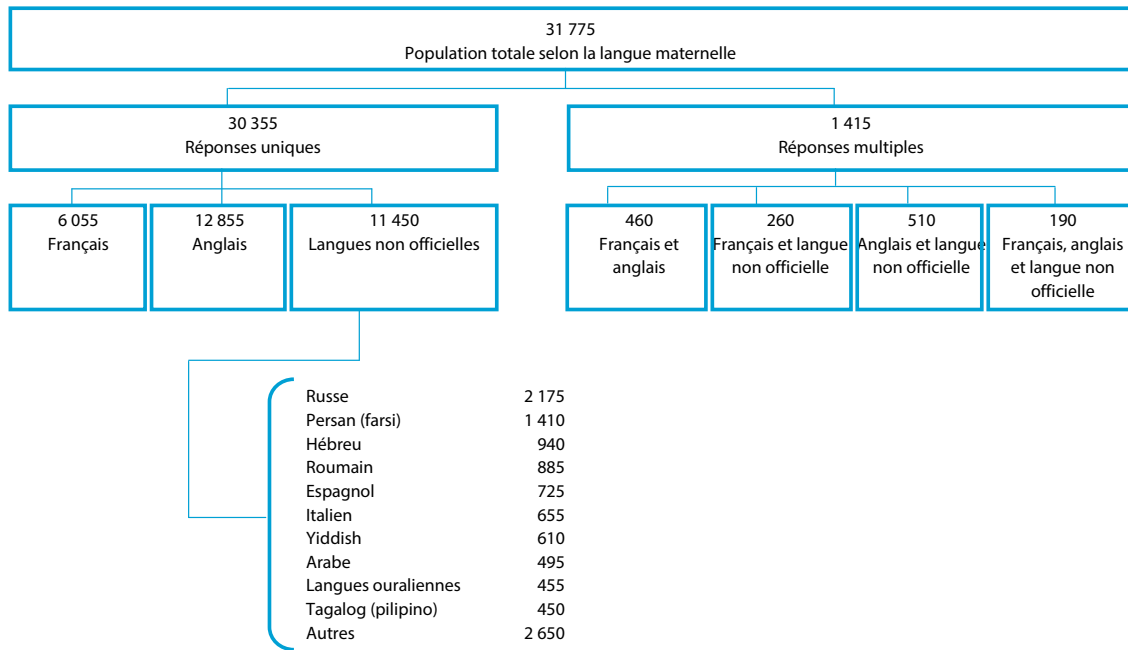 31 775
Population totale selon la langue maternelle
30 355
Réponses uniques
1 415
Réponses multiples
6 055
Français
12 855
Anglais
11 450
Langues non officielles
460
Français et
anglais
260
Français et langue
non officielle
510
Anglais et langue
non officielle
190
Français, anglais
et langue non
officielle
Russe 2 175
Persan (farsi) 1 410
Hébreu 940
Roumain 885
Espagnol 725
Italien 655
Yiddish 610
Arabe 495
Langues ouraliennes 455
Tagalog (pilipino) 450
Autres 2 650